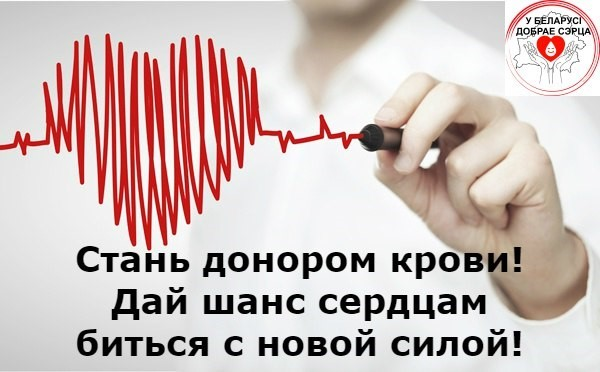 У БЕЛАРУСІ
ДОБРАЕ СЭРЦА
Стань донором крови!
Дай шанс сердцам
биться с новой силой!